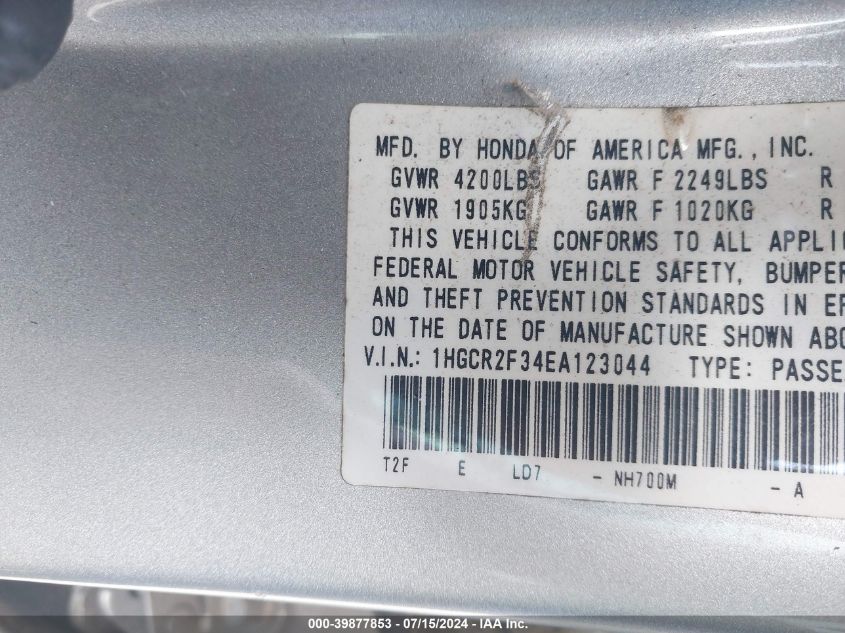 MFD. BY HONDA OF AMERICA MFG., INC.
GVWR 4200LBS GAWR F 2249LBS R
GVWR 1905KG GAWR F 1020KG R
THIS VEHICLE CONFORMS TO ALL APPLIC
FEDERAL MOTOR VEHICLE SAFETY, BUMPER
AND THEFT PREVENTION STANDARDS IN EF
ON THE DATE OF MANUFACTURE SHOWN ABO
V.I.N.: 1HGCR2F34EA123044 TYPE: PASSE
T2F E LD7 - NH700M - A
000-39877853 - 07/15/2024 - IAAI Inc.